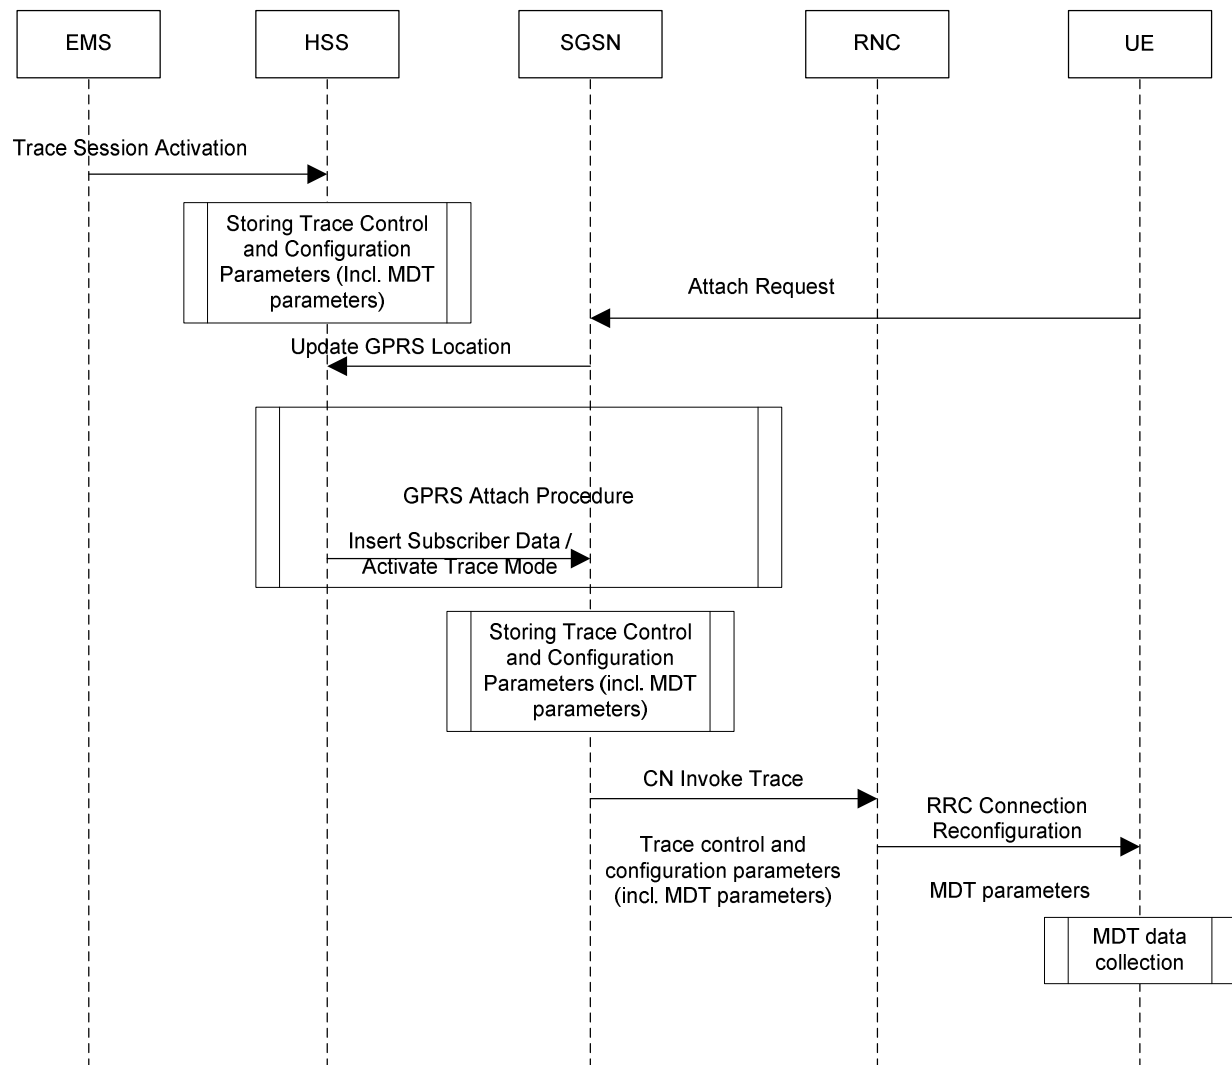 EMS
HSS
SGSN
RNC
UE
Trace Session Activation
Storing Trace Control
and Configuration
Parameters (Incl. MDT
parameters)
Attach Request
Update GPRS Location
GPRS Attach Procedure
Insert Subscriber Data /
Activate Trace Mode
Storing Trace Control
and Configuration
Parameters (incl. MDT
parameters)
CN Invoke Trace
RRC Connection
Reconfiguration
Trace control and
configuration parameters
(incl. MDT parameters)
MDT parameters
MDT data
collection